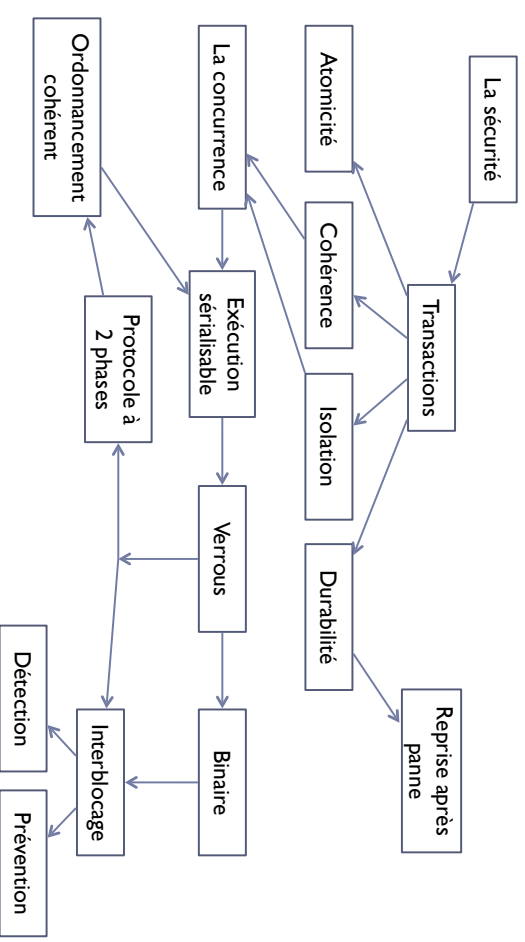 La sécurité
Transactions
Atomicité
Cohérence
Isolation
Durabilité
Reprise après
panne
La concurrence
Exécution
sérialisable
Verrous
Binaire
Ordonnancement
cohérent
Protocole à
2 phases
Interblocage
Détection
Prévention